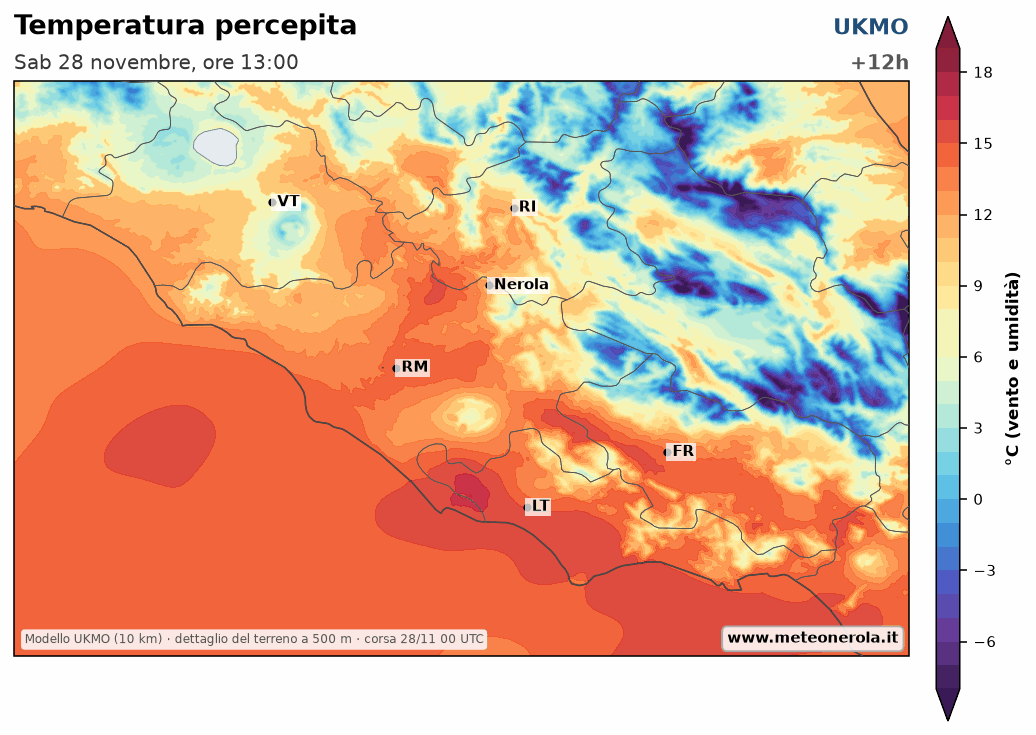 Temperatura percepita
UKMO
Sab 28 novembre, ore 13:00
+12h
VT
RI
Nerola
RM
FR
LT
Modello UKMO (10 km) · dettaglio del terreno a 500 m · corsa 28/11 00 UTC
www.meteonerola.it
18
15
12
9
6
3
0
−3
−6
°C (vento e umidità)